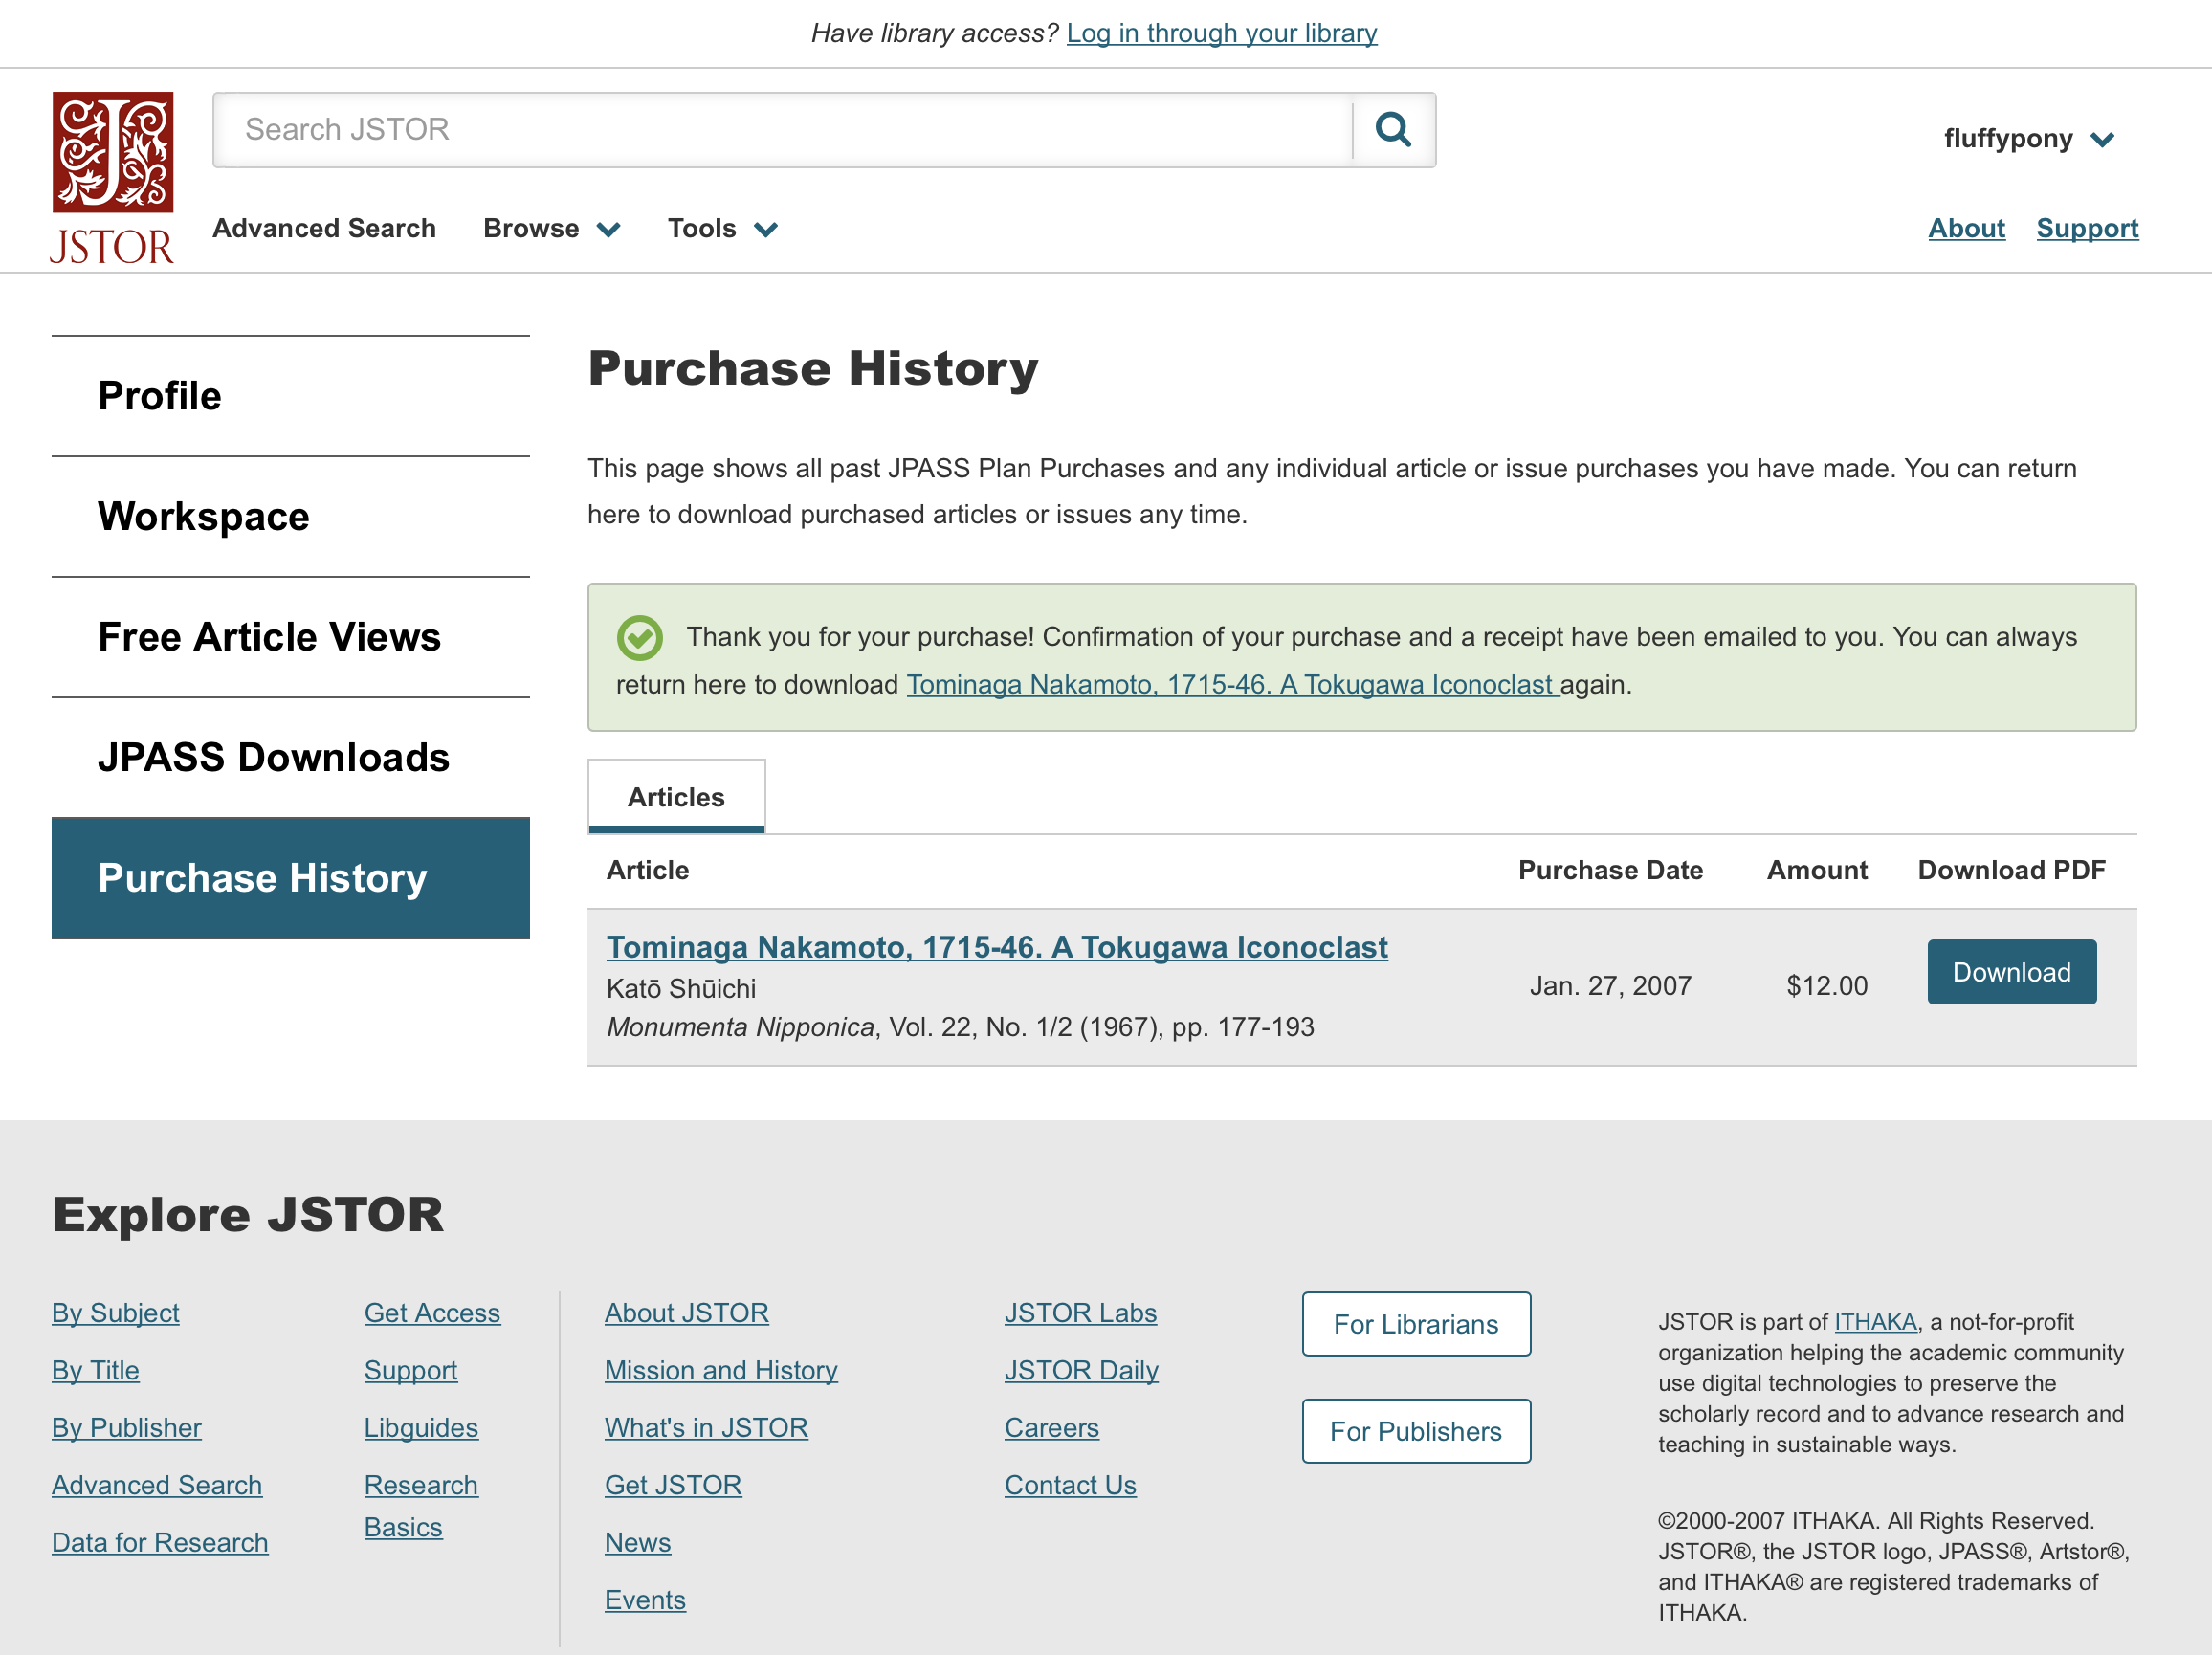 Have library access? Log in through your library
JSTOR
Search JSTOR
fluffypony
Advanced Search Browse Tools
About Support
Profile
Workspace
Free Article Views
JPASS Downloads
Purchase History
Purchase History
This page shows all past JPASS Plan Purchases and any individual article or issue purchases you have made. You can return
here to download purchased articles or issues any time.
Thank you for your purchase! Confirmation of your purchase and a receipt have been emailed to you. You can always
return here to download Tominaga Nakamoto, 1715-46. A Tokugawa Iconoclast again.
Articles
Article Purchase Date Amount Download PDF
Tominaga Nakamoto, 1715-46. A Tokugawa Iconoclast
Katō Shūichi
Monumenta Nipponica, Vol. 22, No. 1/2 (1967), pp. 177-193
Jan. 27, 2007 $12.00 Download
Explore JSTOR
By Subject
By Title
By Publisher
Advanced Search
Data for Research
Get Access
Support
Libguides
Research
Basics
About JSTOR
Mission and History
What's in JSTOR
Get JSTOR
News
Events
JSTOR Labs
JSTOR Daily
Careers
Contact Us
For Librarians
For Publishers
JSTOR is part of ITHAKA, a not-for-profit
organization helping the academic community
use digital technologies to preserve the
scholarly record and to advance research and
teaching in sustainable ways.
©2000-2007 ITHAKA. All Rights Reserved.
JSTOR®, the JSTOR logo, JPASS®, Artstor®,
and ITHAKA® are registered trademarks of
ITHAKA.